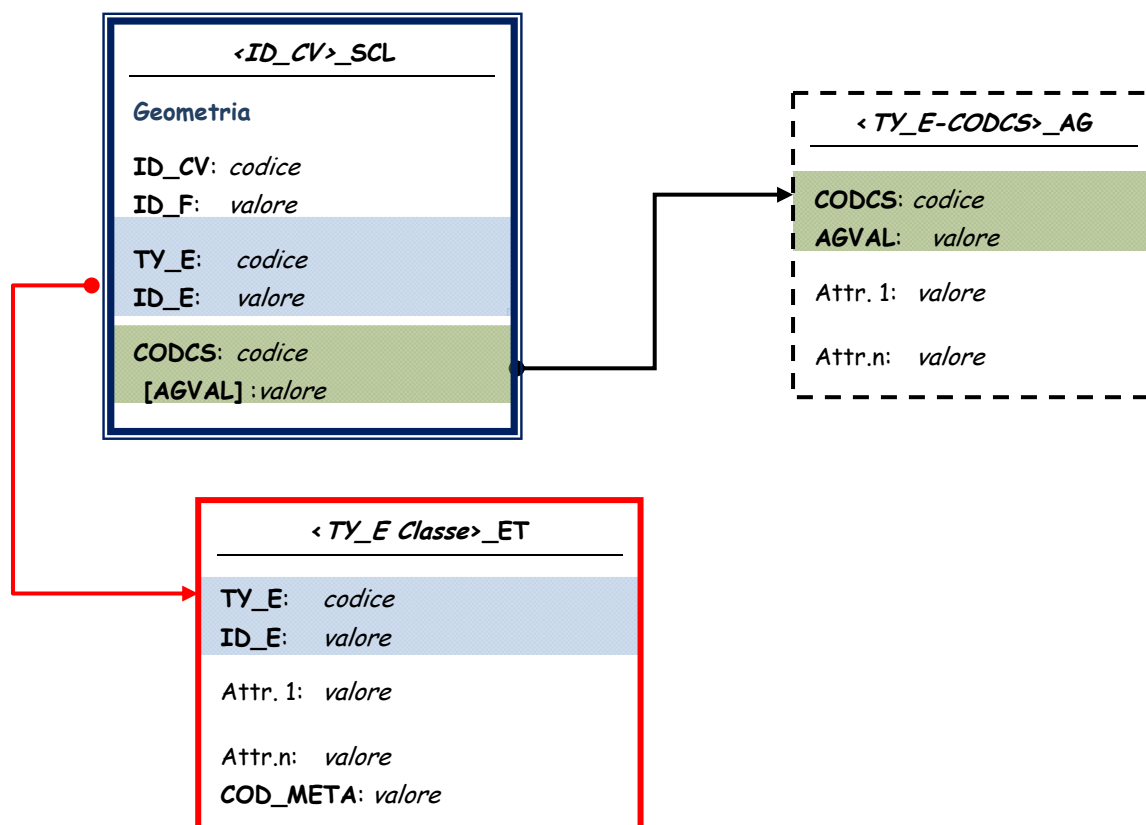 <ID_CV>_SCL
Geometria
ID_CV: codice
ID_F: valore
TY_E: codice
ID_E: valore
CODCS: codice
[AGVAL] :valore
<TY_E-CODCS>_AG
CODCS: codice
AGVAL: valore
Attr. 1: valore
Attr.n: valore
<TY_E Classe>_ET
TY_E: codice
ID_E: valore
Attr. 1: valore
Attr.n: valore
COD_META: valore